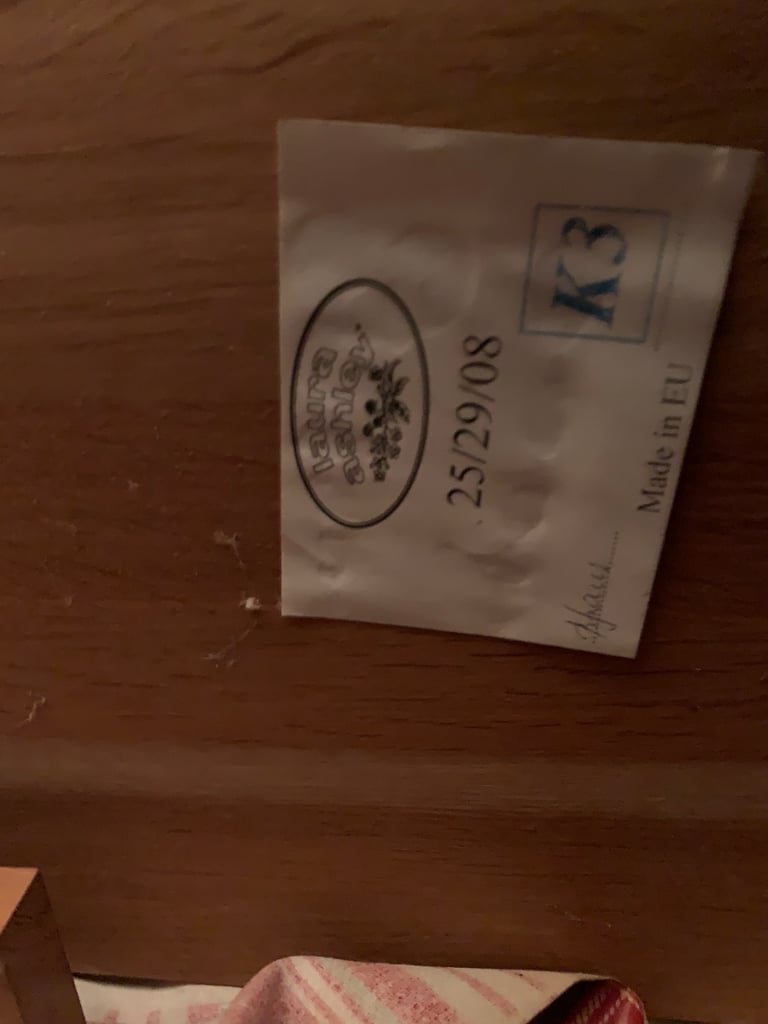 laura
ashley
25/29/08
K3
Made in EU